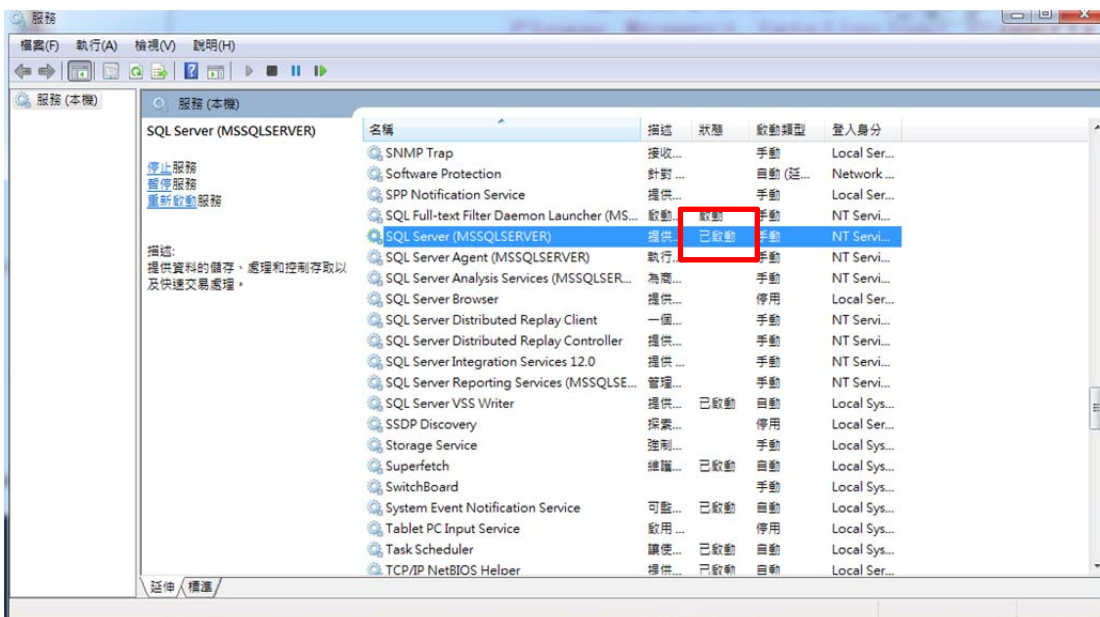 服務
檔案(F) 執行(A) 檢視(V) 說明(H)
服務 (本機)
服務 (本機)
SQL Server (MSSQLSERVER)
停止服務
暫停服務
重新啟動服務
描述:
提供資料的儲存、處理和控制存取以
及快速交易處理。
名稱 描述 狀態 啟動類型 登入身分
SNMP Trap 接收... 手動 Local Ser...
Software Protection 針對 ... 自動 (延... Network ...
SPP Notification Service 提供... 手動 Local Ser...
SQL Full-text Filter Daemon Launcher (MS... 啟動... 啟動 手動 NT Servi...
SQL Server (MSSQLSERVER) 提供... 已啟動 手動 NT Servi...
SQL Server Agent (MSSQLSERVER) 執行... 手動 NT Servi...
SQL Server Analysis Services (MSSQLSER... 為商... 手動 NT Servi...
SQL Server Browser 提供... 停用 Local Ser...
SQL Server Distributed Replay Client 一個... 手動 NT Servi...
SQL Server Distributed Replay Controller 提供... 手動 NT Servi...
SQL Server Integration Services 12.0 提供 ... 手動 NT Servi...
SQL Server Reporting Services (MSSQLSE... 管理... 手動 NT Servi...
SQL Server VSS Writer 提供... 已啟動 自動 Local Sys...
SSDP Discovery 探索... 停用 Local Ser...
Storage Service 強制... 手動 Local Sys...
Superfetch 維護... 已啟動 自動 Local Sys...
SwitchBoard 手動 Local Sys...
System Event Notification Service 可監... 已啟動 自動 Local Sys...
Tablet PC Input Service 啟用 ... 停用 Local Sys...
Task Scheduler 讓使... 已啟動 自動 Local Sys...
TCP/IP NetBIOS Helper 提供... 已啟動 自動 Local Ser...
延伸 標準